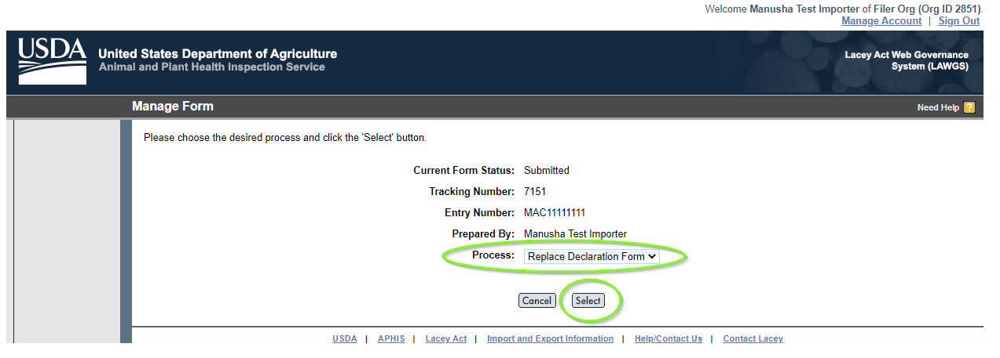 Welcome Manusha Test Importer of Filer Org (Org ID 2851).
Manage Account | Sign Out
USDA
United States Department of Agriculture
Animal and Plant Health Inspection Service
Lacey Act Web Governance
System (LAWGS)
Manage Form
Need Help ?
Please choose the desired process and click the 'Select' button.
Current Form Status: Submitted
Tracking Number: 7151
Entry Number: MAC11111111
Prepared By: Manusha Test Importer
Process: Replace Declaration Form
Cancel Select
USDA | APHIS | Lacey Act | Import and Export Information | Help/Contact Us | Contact Lacey